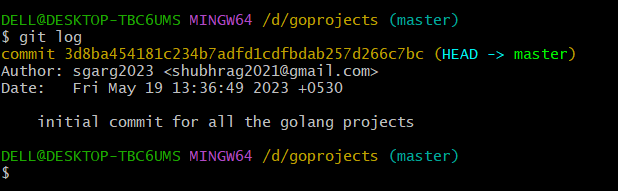 DELL@DESKTOP-TBC6UMS MINGW64 /d/goprojects (master)
$ git log
commit 3d8ba454181c234b7adfd1cdfbdab257d266c7bc (HEAD -> master)
Author: sgarg2023 <shubhrag2021@gmail.com>
Date:   Fri May 19 13:36:49 2023 +0530
    initial commit for all the golang projects
DELL@DESKTOP-TBC6UMS MINGW64 /d/goprojects (master)
$